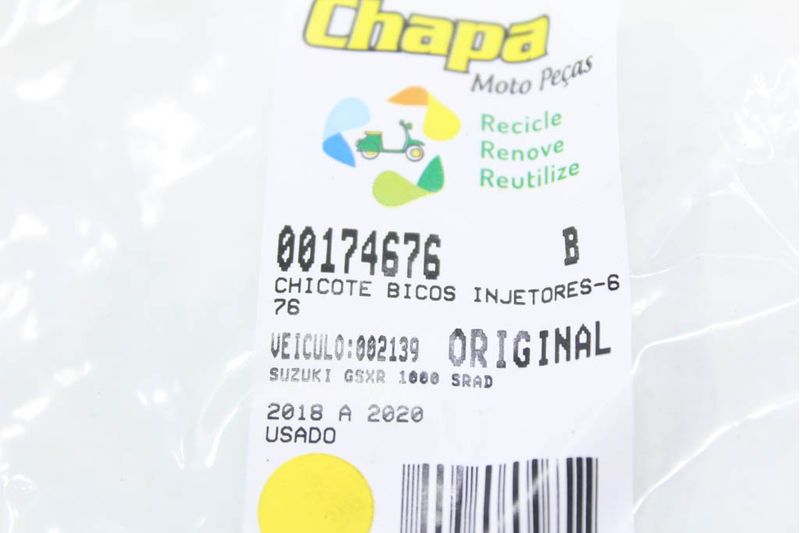 Chapa
Moto Peças
Recicle
Renove
Reutilize
00174676 B
CHICOTE BICOS INJETORES-6
76
VEICULO:002139 ORIGINAL
SUZUKI GSXR 1000 SRAD
2018 A 2020
USADO